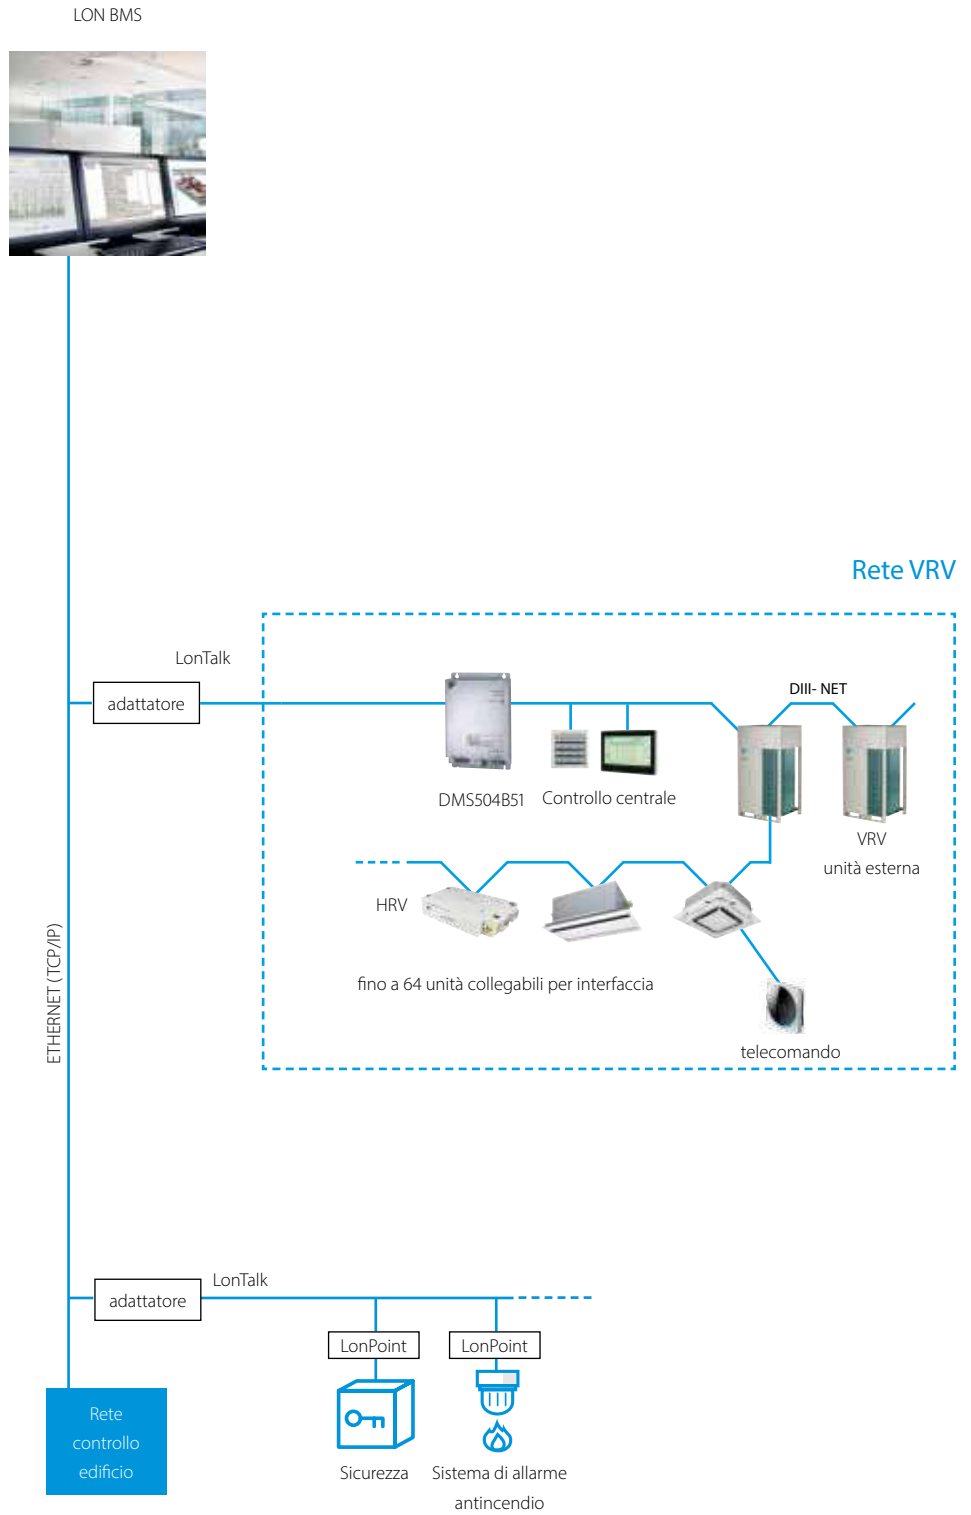 LON BMS
Rete VRV
LonTalk
adattatore
DIII- NET
DMS504B51
Controllo centrale
VRV
unità esterna
HRV
fino a 64 unità collegabili per interfaccia
telecomando
ETHERNET (TCP/IP)
LonTalk
adattatore
LonPoint
LonPoint
Rete
controllo
edificio
Sicurezza
Sistema di allarme
antincendio